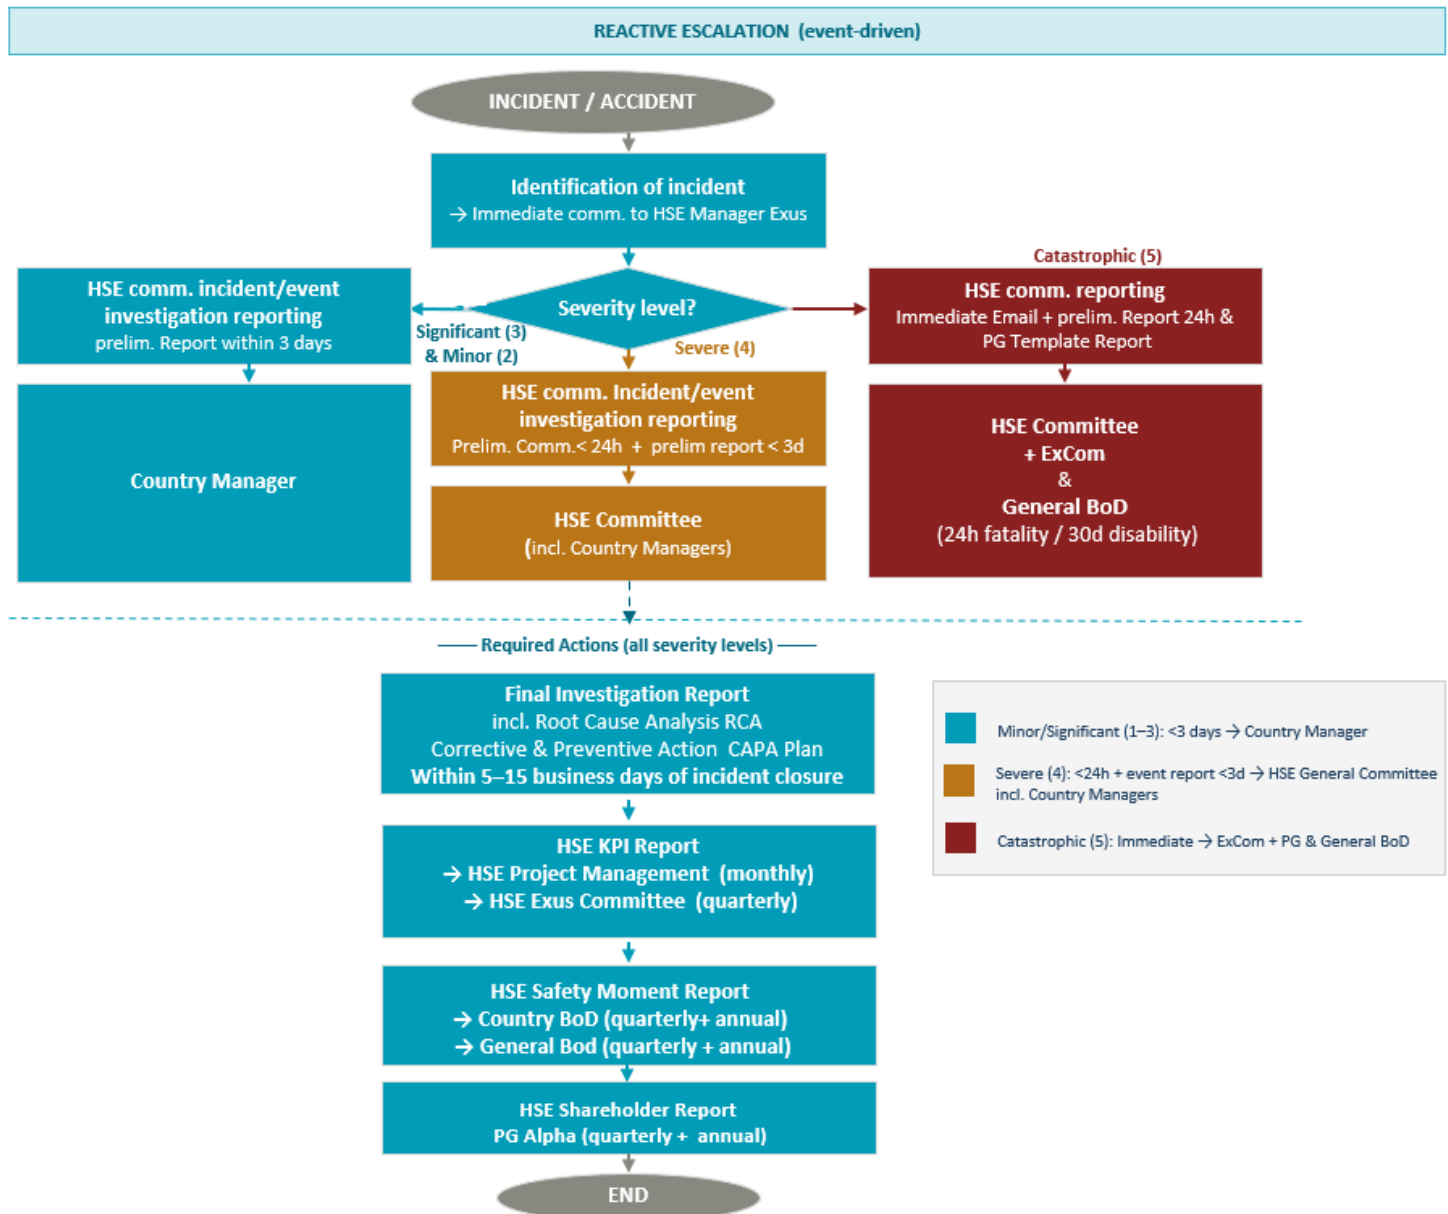 REACTIVE ESCALATION (event-driven)
INCIDENT / ACCIDENT
Identification of incident
→ Immediate comm. to HSE Manager Exus
Severity level?
Significant (3)
& Minor (2)
Severe (4)
Catastrophic (5)
HSE comm. incident/event
investigation reporting
prelim. Report within 3 days
Country Manager
HSE comm. Incident/event
investigation reporting
Prelim. Comm.< 24h + prelim report < 3d
HSE Committee
(incl. Country Managers)
HSE comm. reporting
Immediate Email + prelim. Report 24h &
PG Template Report
HSE Committee
+ ExCom
&
General BoD
(24h fatality / 30d disability)
Required Actions (all severity levels)
Final Investigation Report
incl. Root Cause Analysis RCA
Corrective & Preventive Action CAPA Plan
Within 5–15 business days of incident closure
HSE KPI Report
→ HSE Project Management (monthly)
→ HSE Exus Committee (quarterly)
HSE Safety Moment Report
→ Country BoD (quarterly+ annual)
→ General Bod (quarterly + annual)
HSE Shareholder Report
PG Alpha (quarterly + annual)
END
Minor/Significant (1–3): <3 days → Country Manager
Severe (4): <24h + event report <3d → HSE General Committee
incl. Country Managers
Catastrophic (5): Immediate → ExCom + PG & General BoD